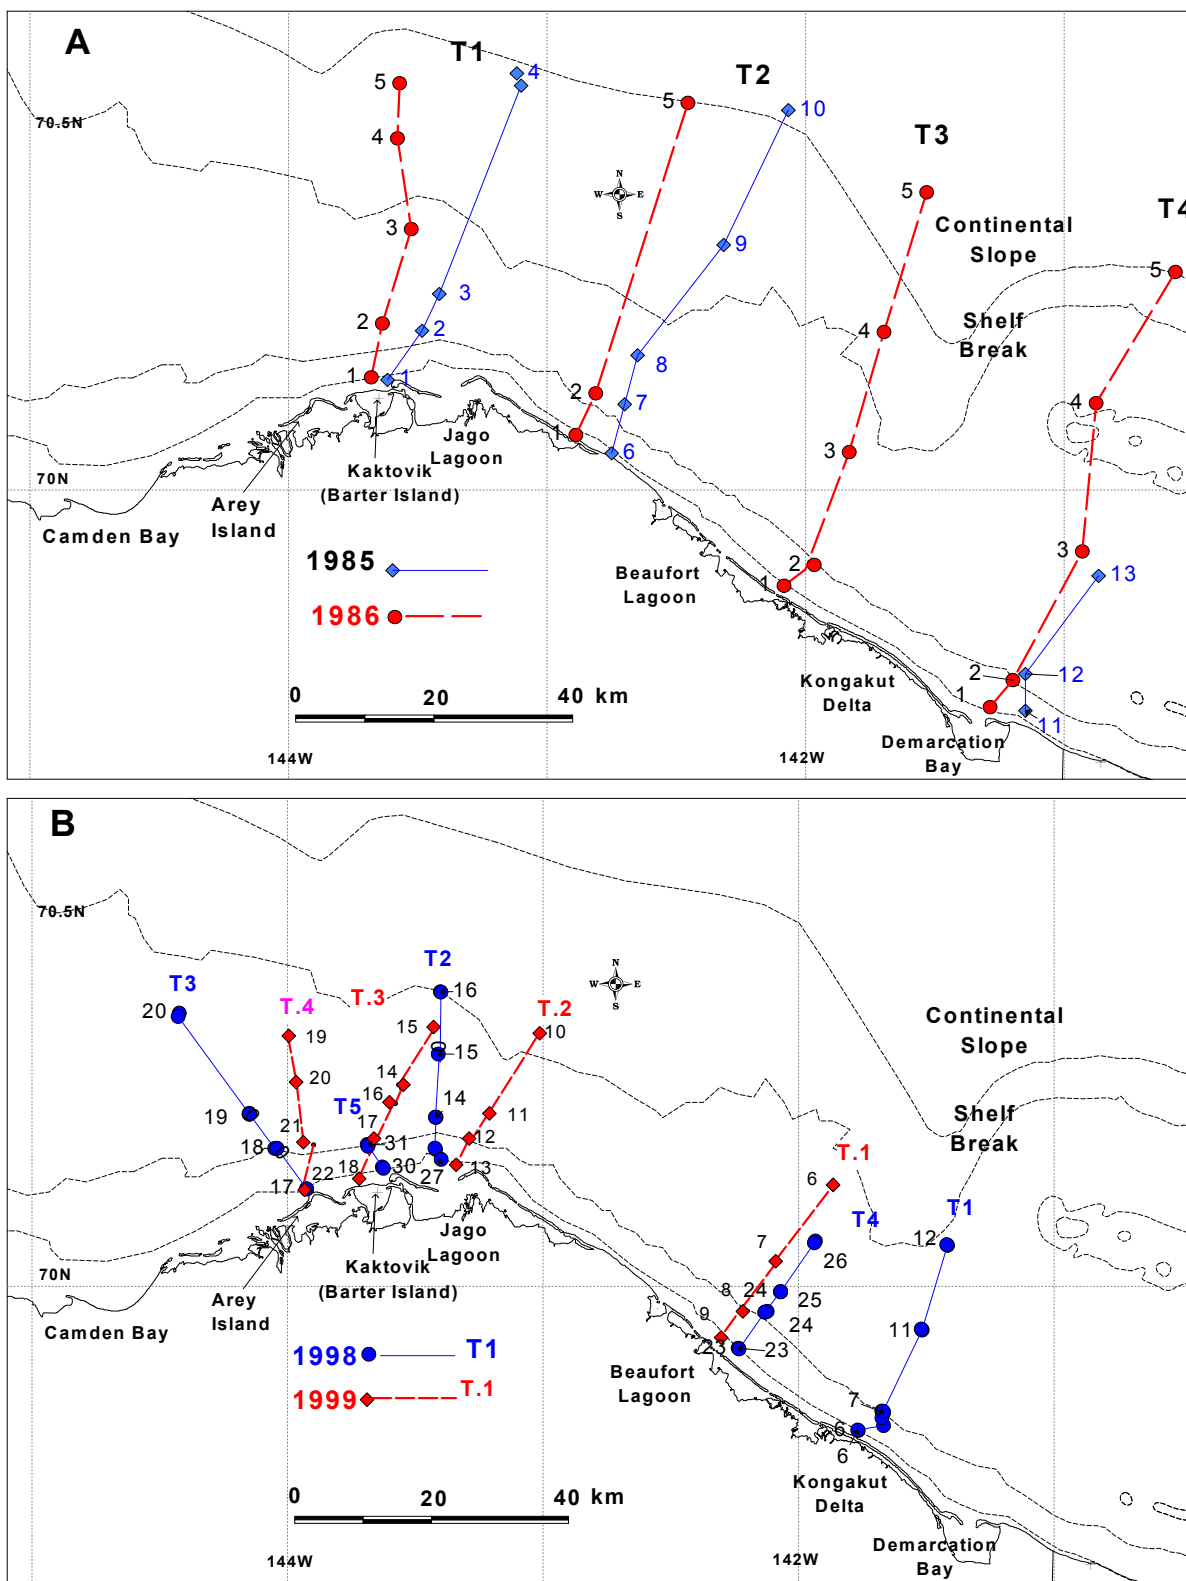 A
T1
T2
T3
T4
5
4
5
10
70.5N
4
N
W E
S
5
3
9
Continental
Slope
5
3
2
2
4
Shelf
Break
8
1
1
2
7
4
1
6
3
Jago
Lagoon
Kaktovik
(Barter Island)
70N
Arey
Island
Camden Bay
1985
1986
Beaufort
Lagoon
2
1
3
13
2
12
1
11
Kongakut
Delta
Demarcation
Bay
0 20 40 km
144W
142W
B
70.5N
T3
T.4
T.3
T2
T.2
N
W E
S
20
16
19
15
10
15
20
14
16
19
T5
14
11
17
18
21
31
12
18
30
27
13
17
22
Continental
Slope
Shelf
Break
T.1
6
T4
T1
12
7
26
8
24
25
24
9
23
23
11
7
6
6
Jago
Lagoon
Kaktovik
(Barter Island)
70N
Arey
Island
Camden Bay
1998 T1
1999 T.1
Beaufort
Lagoon
Kongakut
Delta
Demarcation
Bay
0 20 40 km
144W
142W